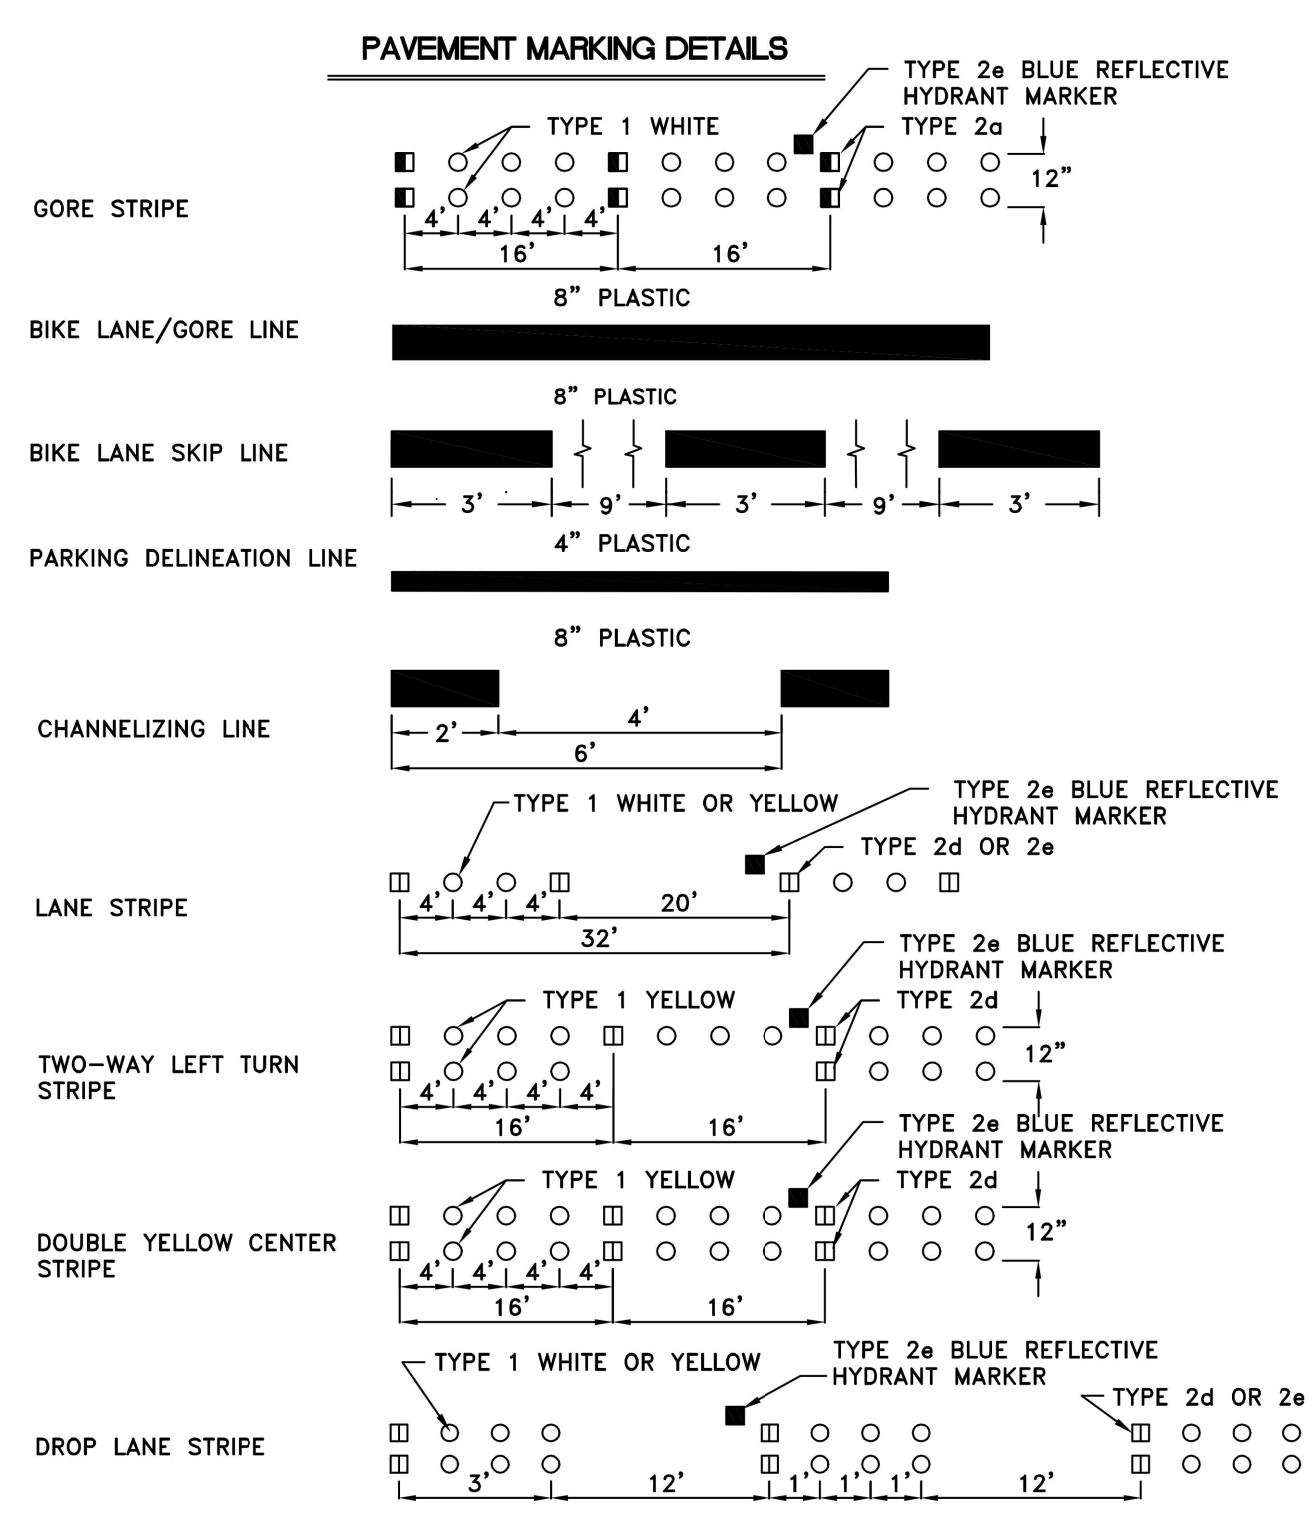 PAVEMENT MARKING DETAILS
TYPE 2e BLUE REFLECTIVE
HYDRANT MARKER
TYPE 1 WHITE
TYPE 2a
12”
GORE STRIPE
4'
4'
4'
4'
16'
16'
8” PLASTIC
BIKE LANE/GORE LINE
8” PLASTIC
BIKE LANE SKIP LINE
3'
9'
3'
9'
3'
4” PLASTIC
PARKING DELINEATION LINE
8” PLASTIC
CHANNELIZING LINE
2'
4'
6'
TYPE 1 WHITE OR YELLOW
TYPE 2e BLUE REFLECTIVE
HYDRANT MARKER
TYPE 2d OR 2e
LANE STRIPE
4'
4'
4'
20'
32'
TYPE 2e BLUE REFLECTIVE
HYDRANT MARKER
TYPE 1 YELLOW
TYPE 2d
12”
TWO-WAY LEFT TURN
STRIPE
4'
4'
4'
4'
16'
16'
TYPE 2e BLUE REFLECTIVE
HYDRANT MARKER
TYPE 1 YELLOW
TYPE 2d
12”
DOUBLE YELLOW CENTER
STRIPE
4'
4'
4'
4'
16'
16'
TYPE 2e BLUE REFLECTIVE
HYDRANT MARKER
TYPE 1 WHITE OR YELLOW
TYPE 2d OR 2e
DROP LANE STRIPE
3'
12'
1'
1'
1'
12'